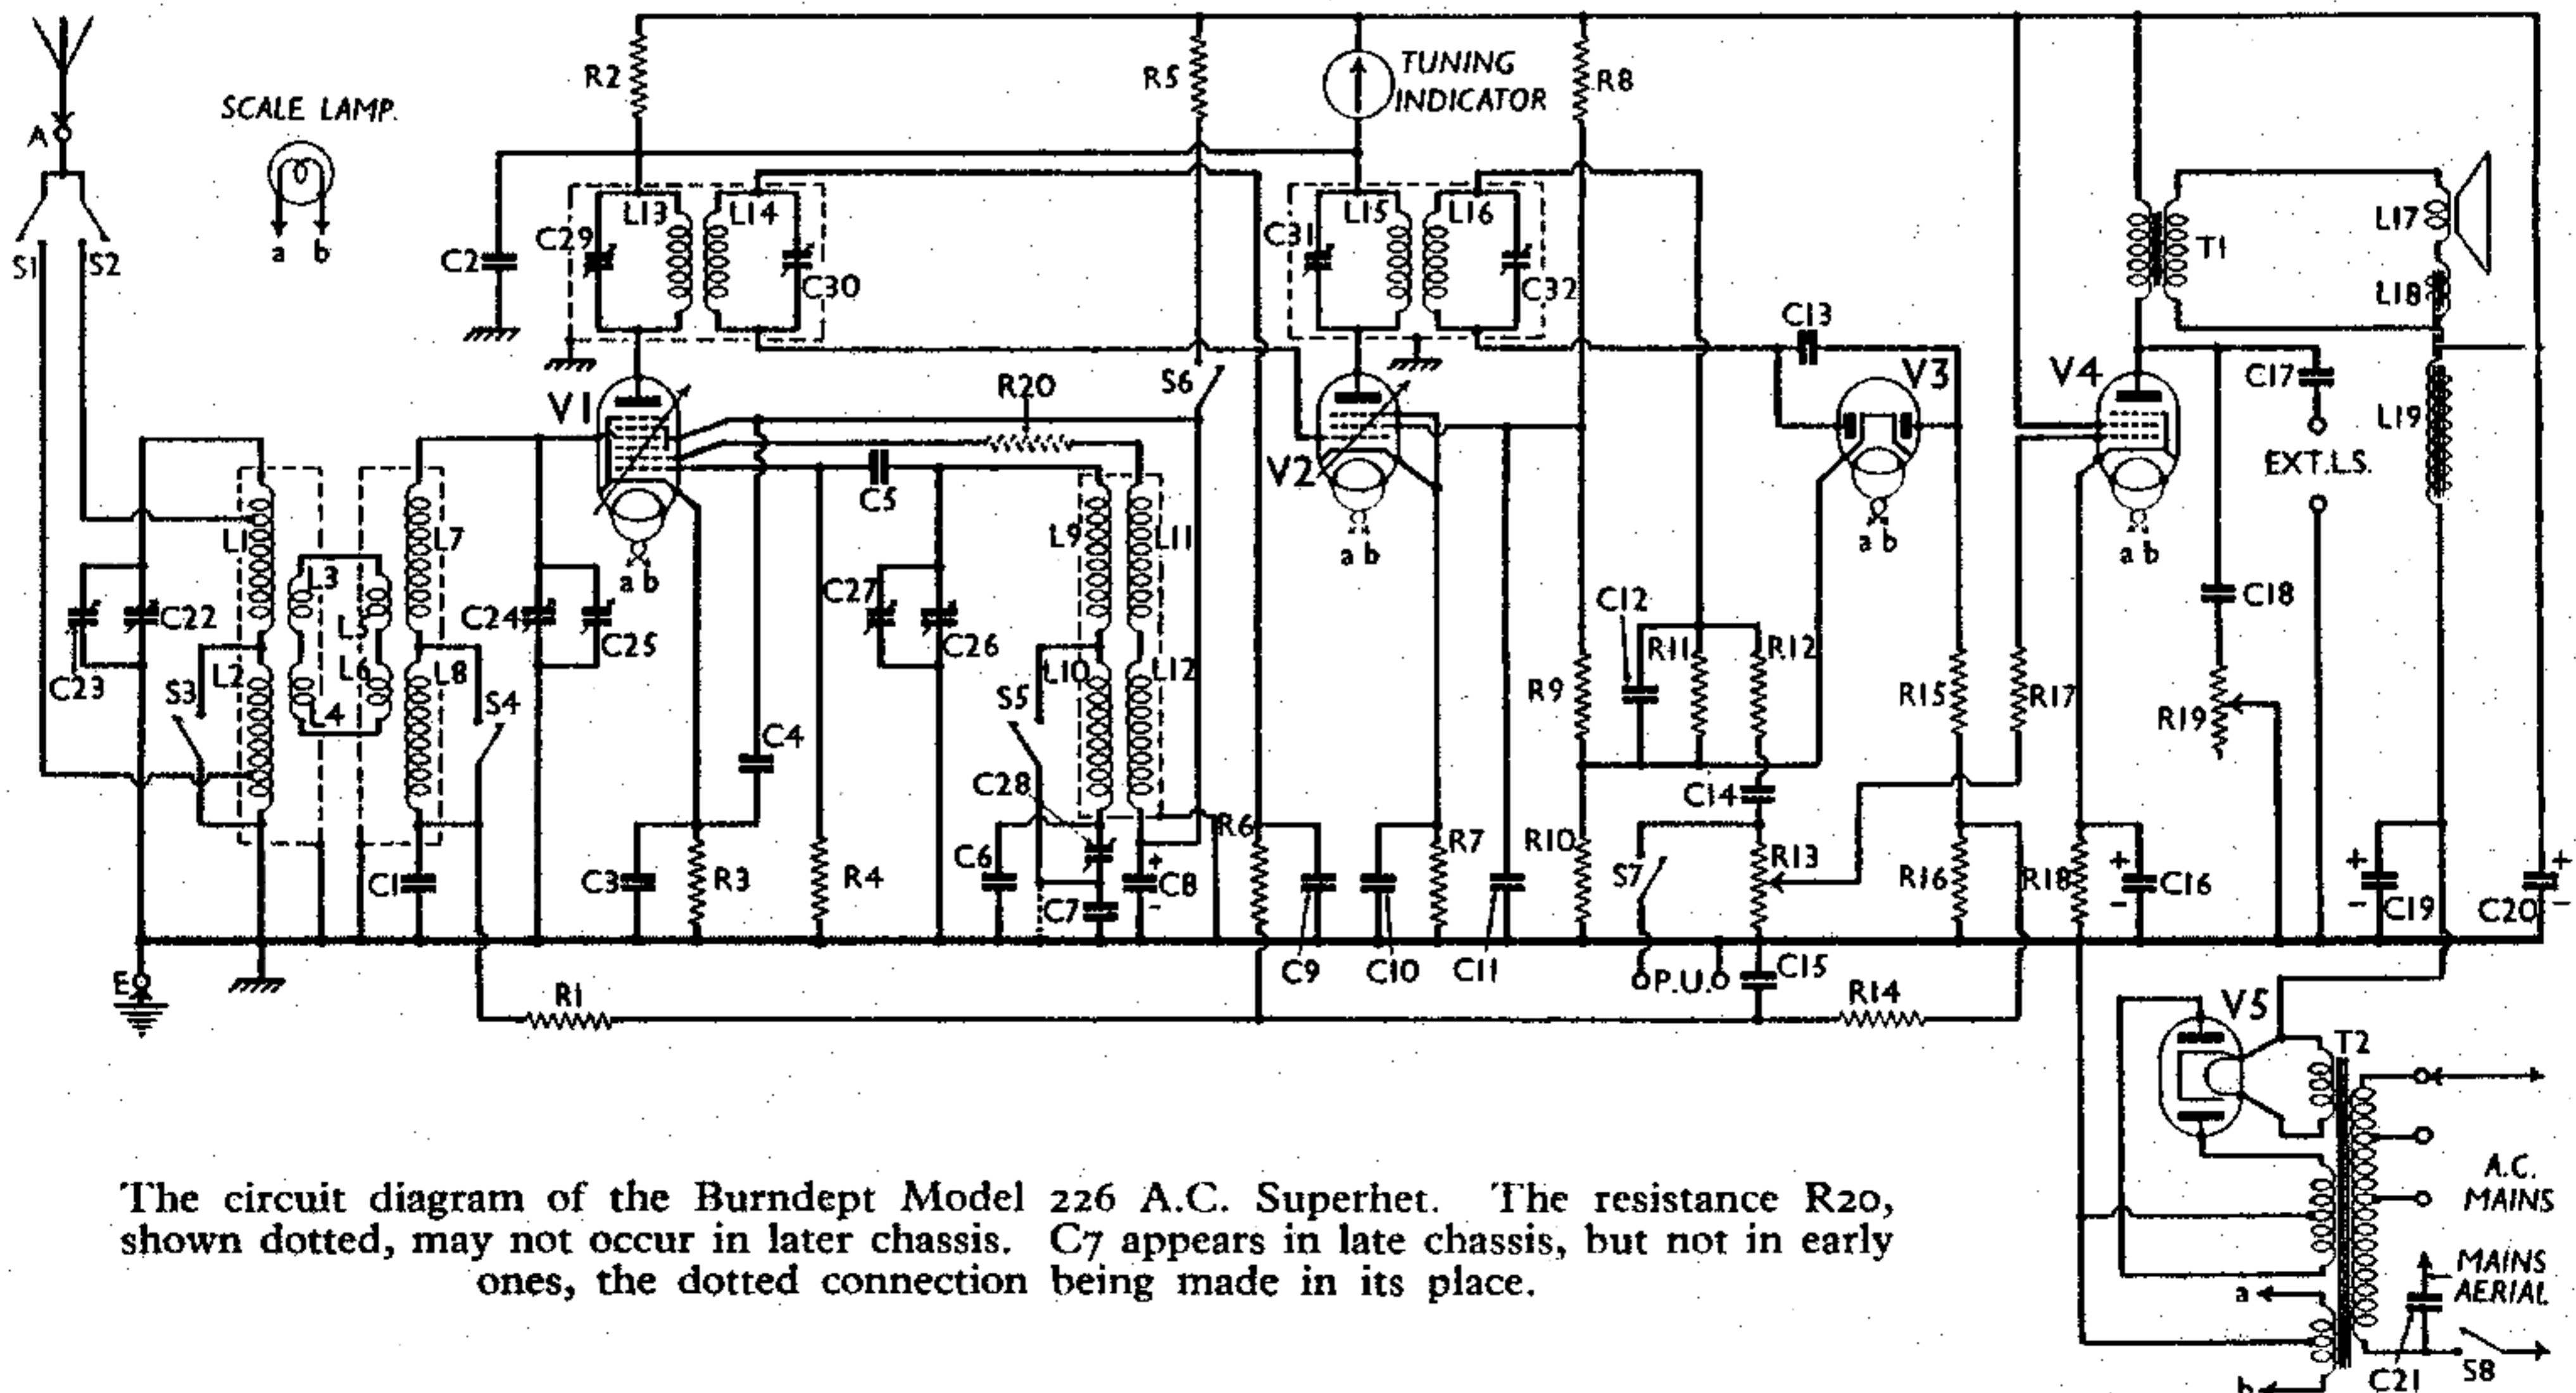 R2
R5
TUNING
INDICATOR
R8
SCALE LAMP.
A
a b
S1 S2
C2
C29 L13 L14
C30
C31 L15 L16
C32
L17
T1
L18
C13
V1
R20
S6
V2
V3
V4
C17
L19
EXT.L.S.
C5
a b
a b
a b
a b
L1 L7
L3
L9 L11
C22
C23
C24
C25
C27
C26
C12
C18
L2
L6 L8
S3
L4
S4
S5
L10 L12
R9
R11 R12
R15
R17
R19
C4
C28
C14
C1
C3 R3
R4
C6
C7
C8
R6
R7
R10
S7
R13
R16
R18
+
-
C16
+
-
C19
+
-
C20
E
R1
C9 C10 C11
P.U.
C15
R14
V5
T2
A.C.
MAINS
MAINS
AERIAL
a
b
C21
S8
The circuit diagram of the Burndept Model 226 A.C. Superhet. The resistance R20,
shown dotted, may not occur in later chassis. C7 appears in late chassis, but not in early
ones, the dotted connection being made in its place.